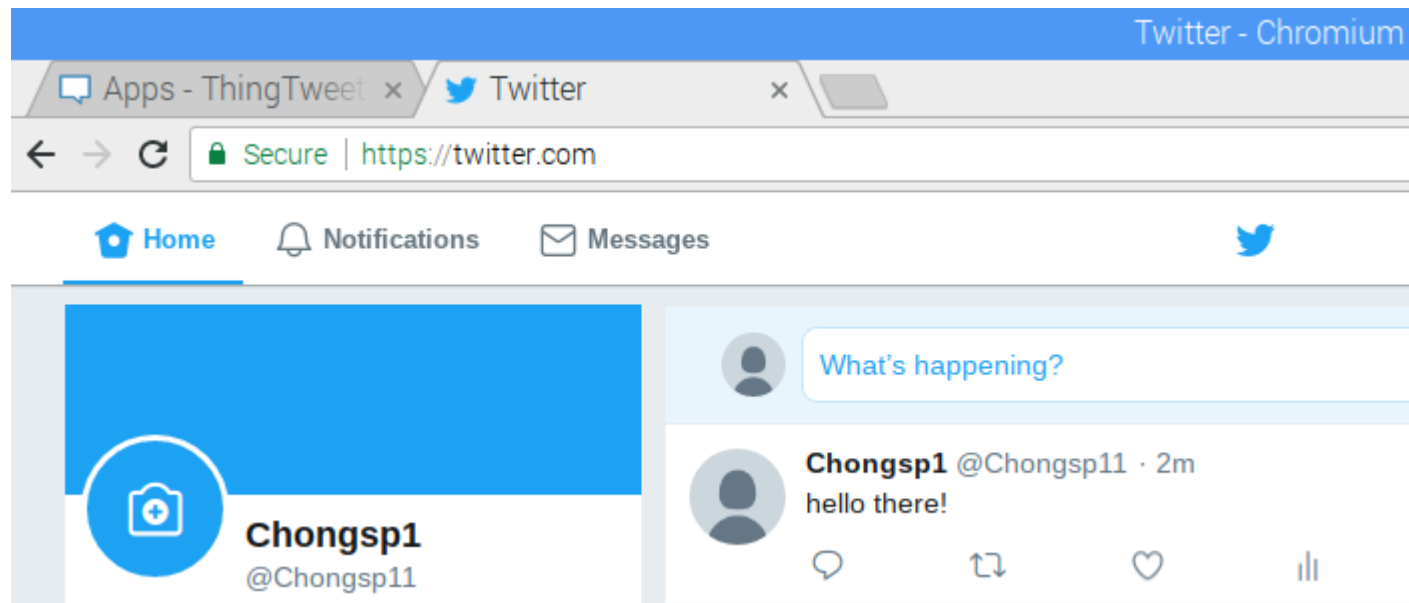 Twitter - Chromium
Apps - ThingTweet
Twitter
Secure | https://twitter.com
Home Notifications Messages
What's happening?
Chongsp1 @Chongsp11 · 2m
hello there!
Chongsp1
@Chongsp11